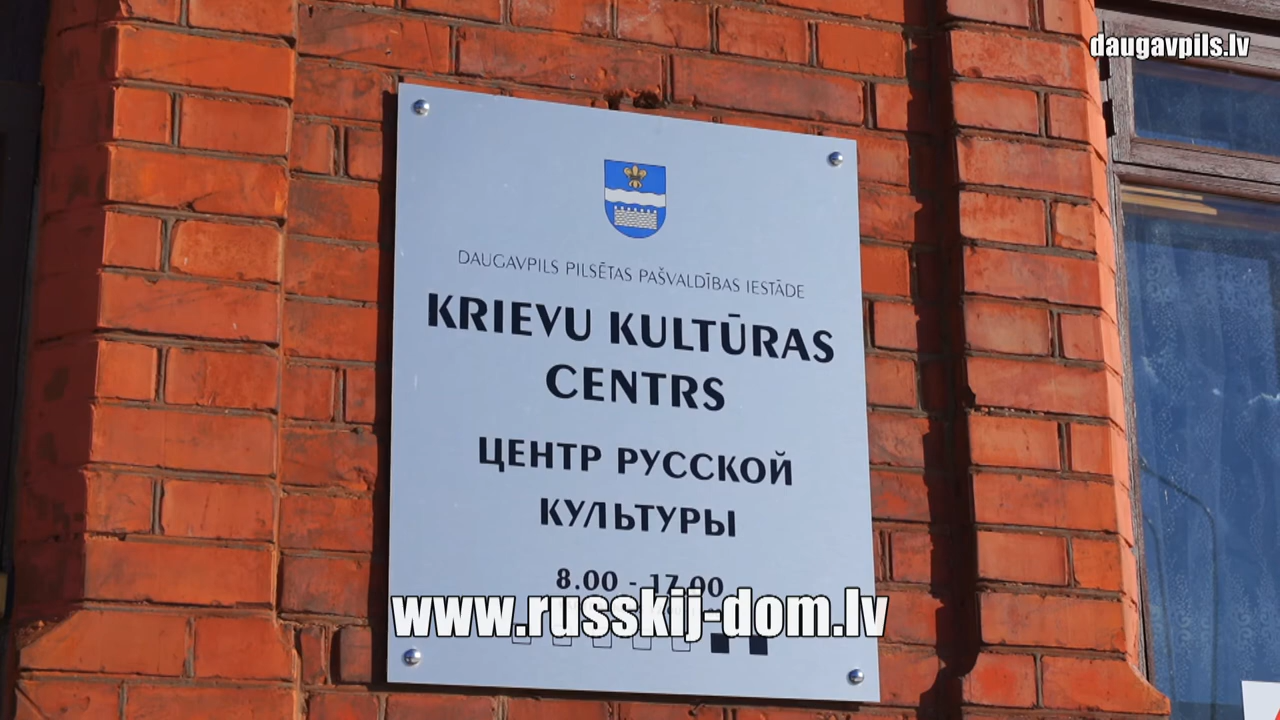 daugavpils.lv
DAUGAVPILS PILSĒTAS PAŠVALDĪBAS IESTĀDE
KRIEVU KULTŪRAS
CENTRS
ЦЕНТР РУССКОЙ
КУЛЬТУРЫ
8.00 - 17.00
www.russkij-dom.lv